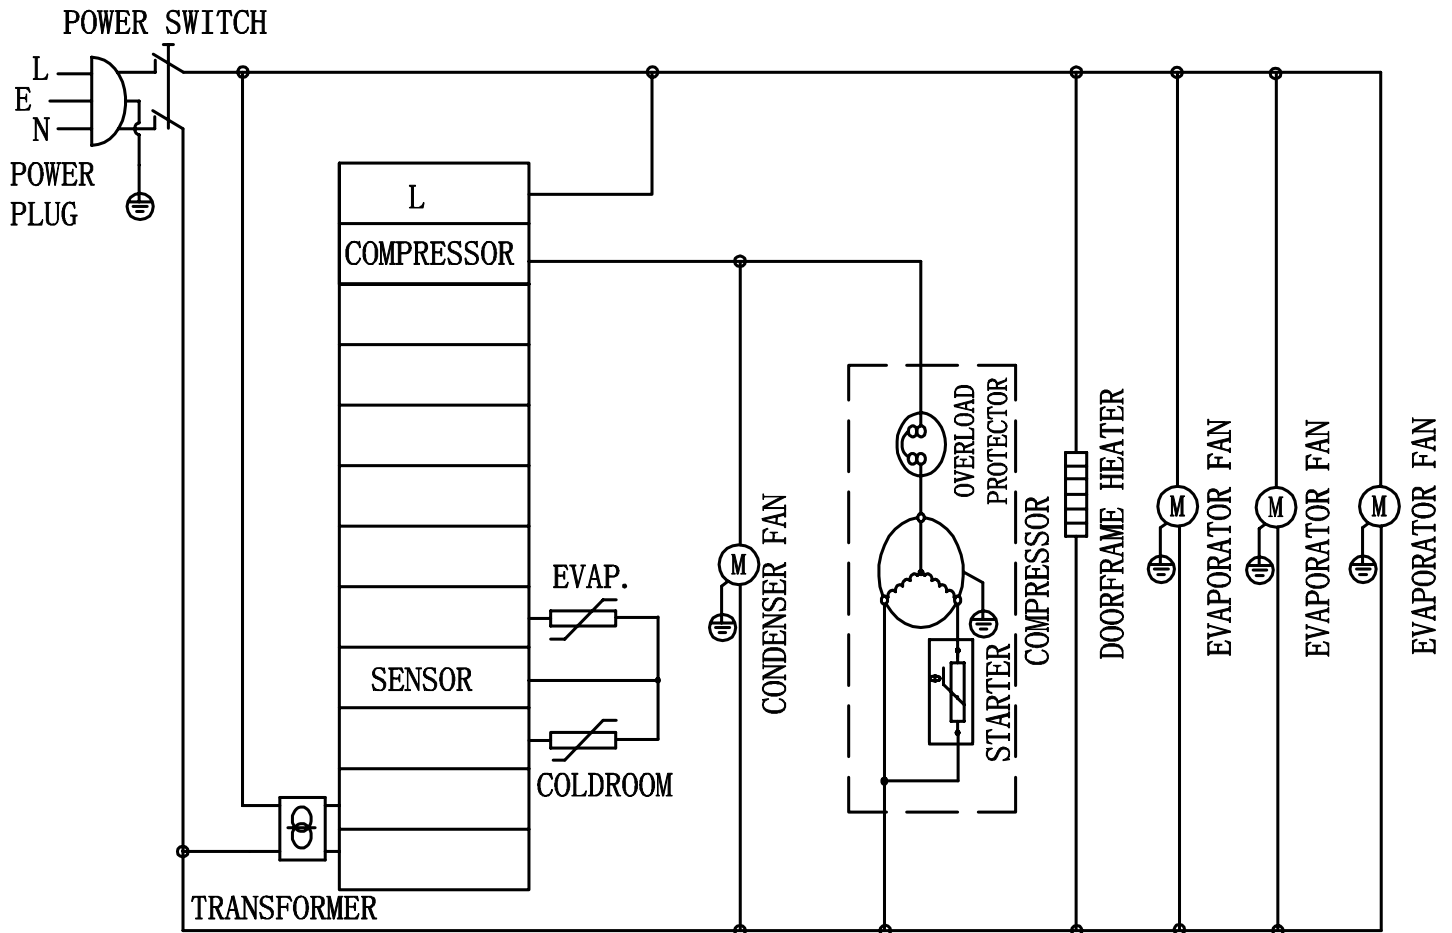 POWER SWITCH
L
E
N
POWER
PLUG
L
COMPRESSOR
EVAP.
SENSOR
COLDROOM
TRANSFORMER
CONDENSER FAN
M
OVERLOAD
PROTECTOR
COMPRESSOR
STARTER
DOORFRAME HEATER
M
EVAPORATOR FAN
M
EVAPORATOR FAN
M
EVAPORATOR FAN